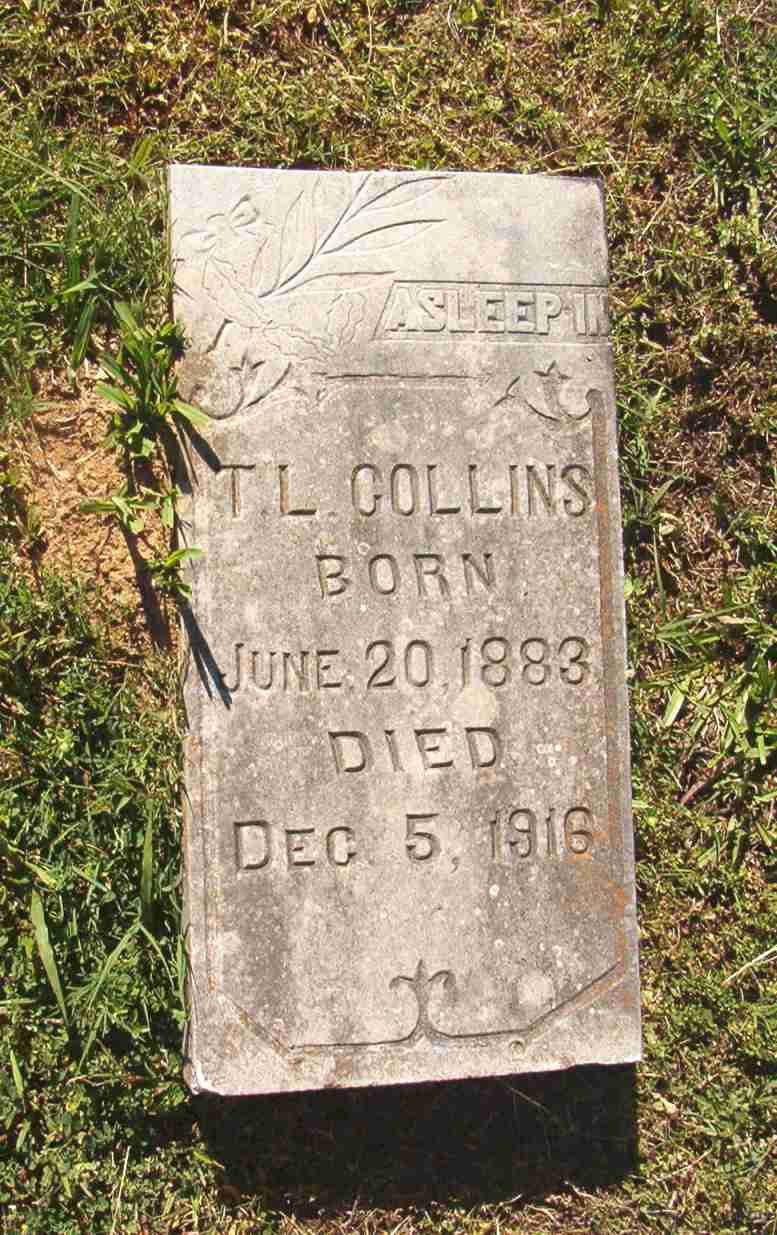 ASLEEP IN
T. L. COLLINS
BORN
JUNE 20, 1883
DIED
DEC 5, 1916